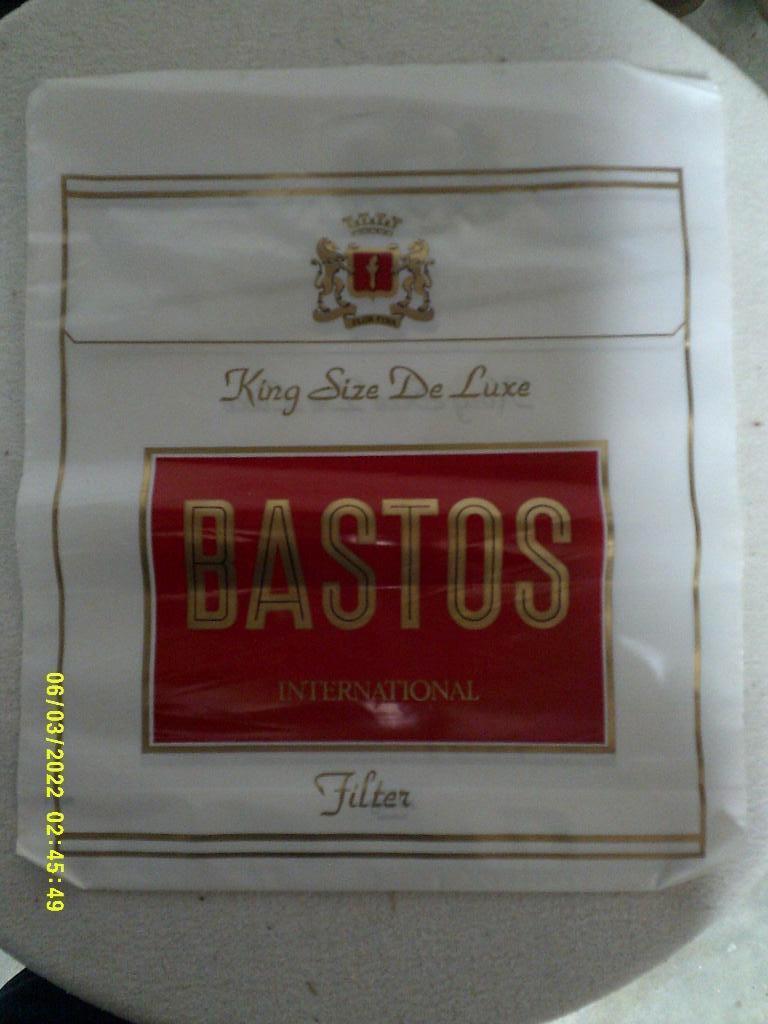 King Size De Luxe
BASTOS
INTERNATIONAL
Filter
06/03/2022 02:45:49